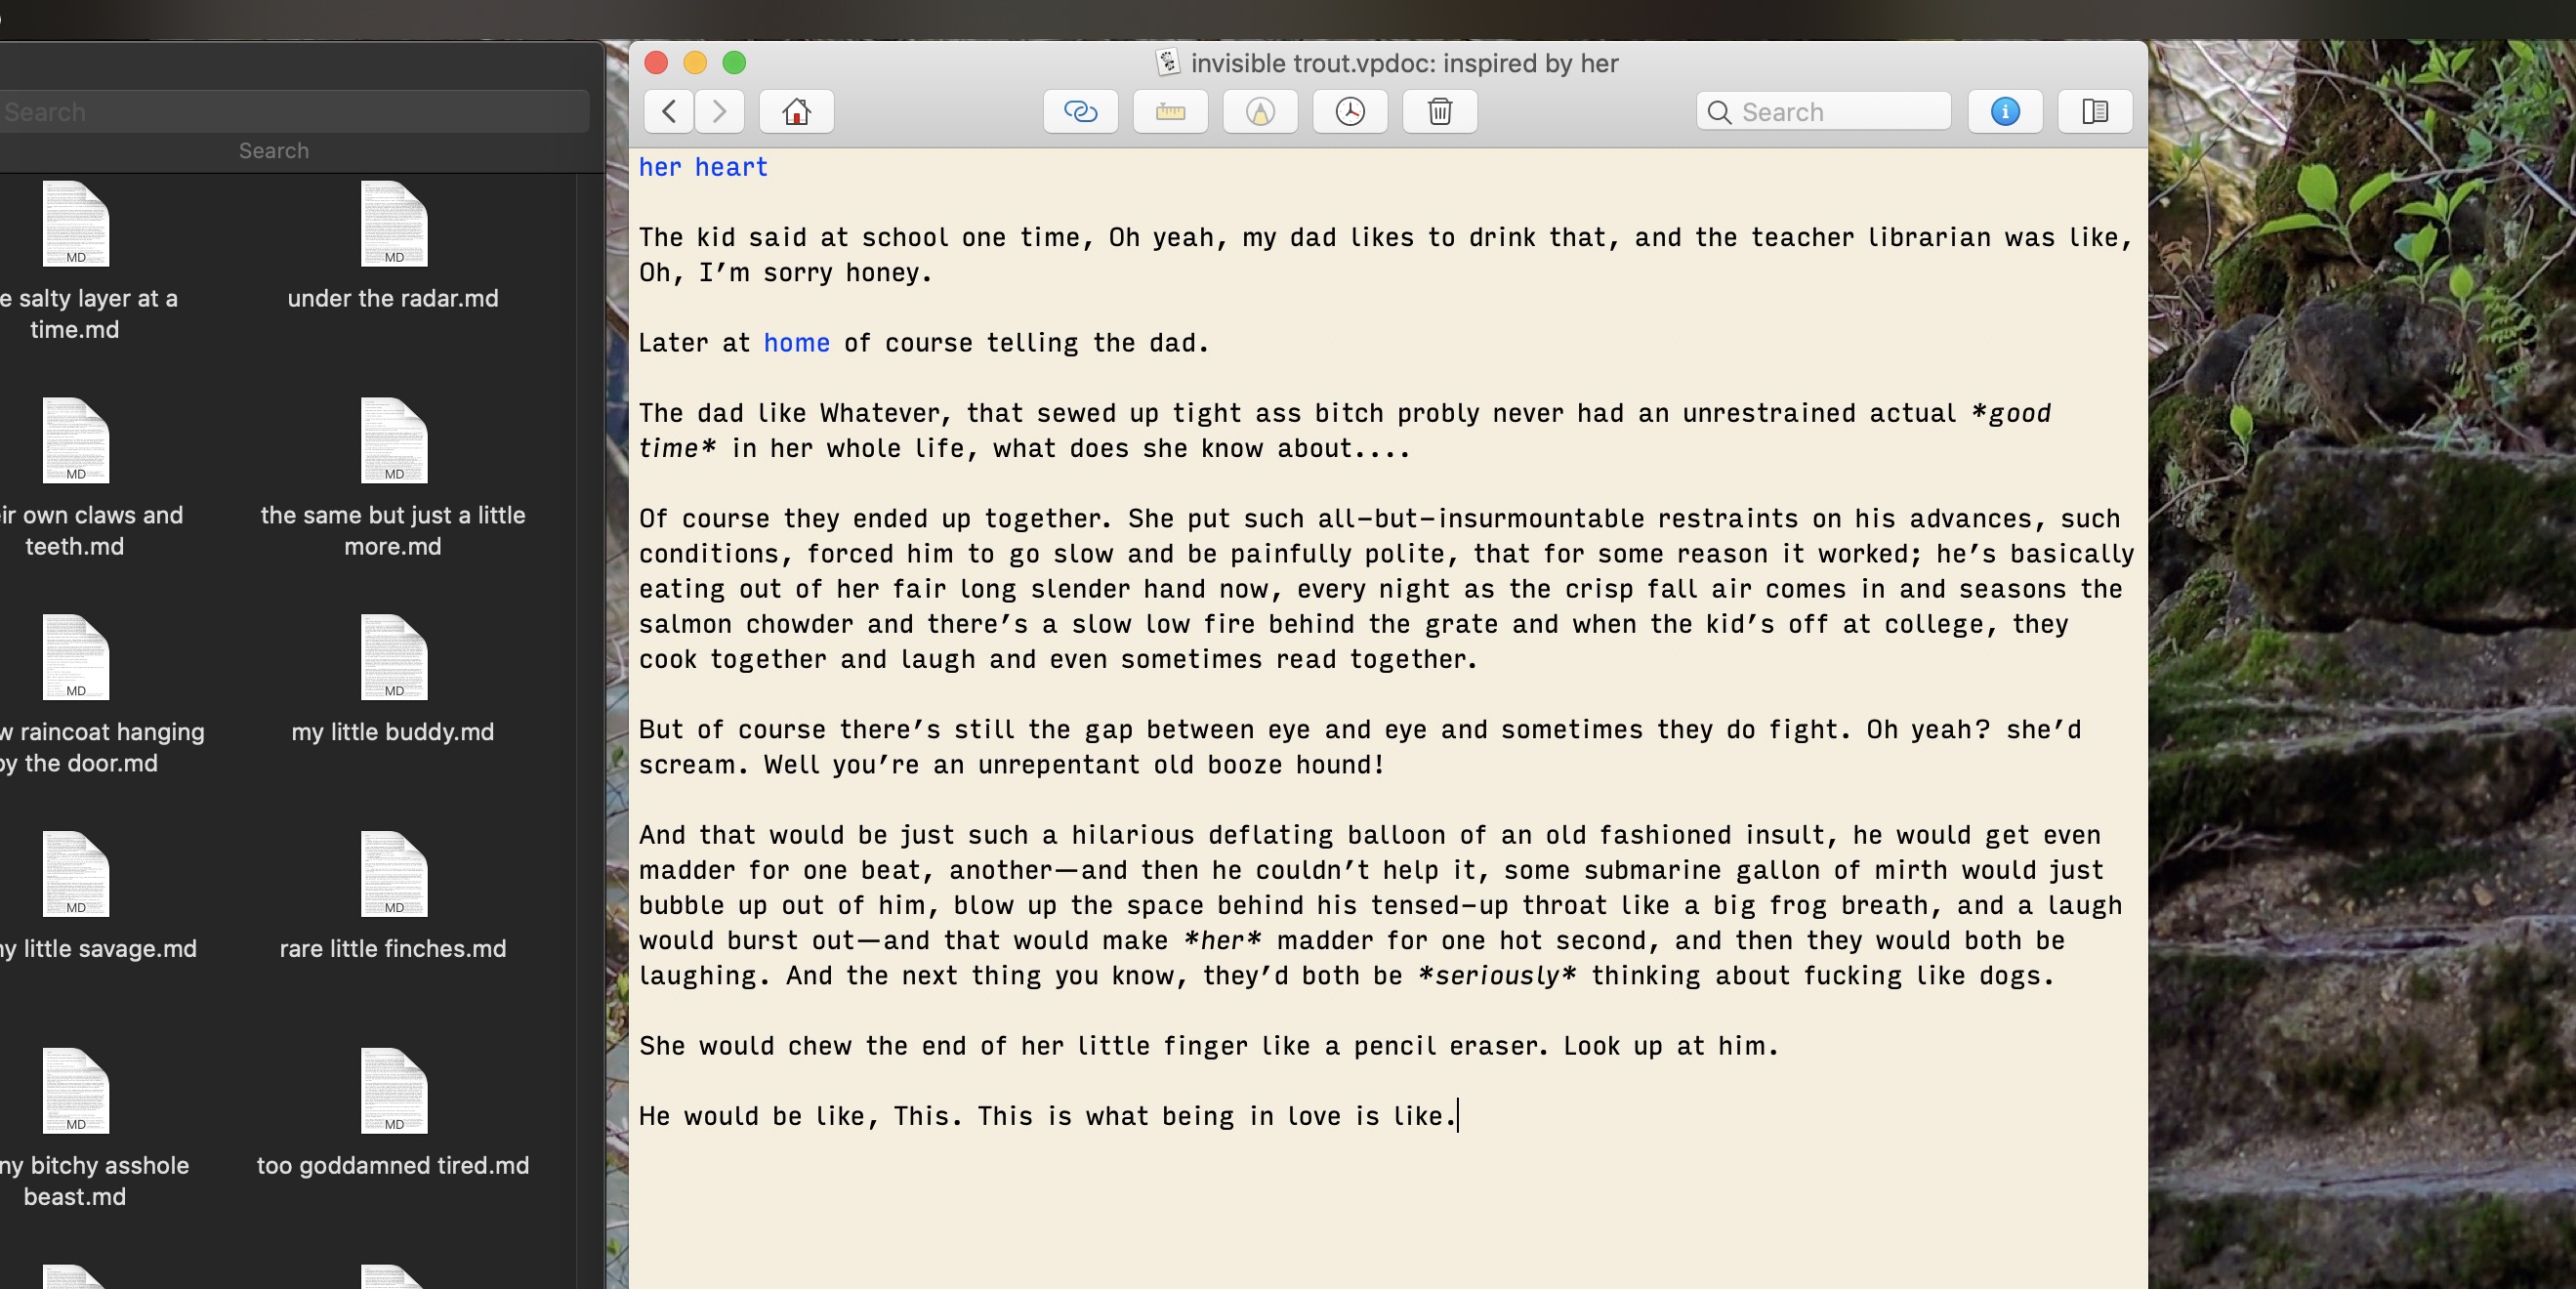 invisible trout.vpdoc: inspired by her
Search
Search
Search
e salty layer at a
time.md
under the radar.md
ir own claws and
teeth.md
the same but just a little
more.md
w raincoat hanging
by the door.md
my little buddy.md
y little savage.md
rare little finches.md
ny bitchy asshole
beast.md
too goddamned tired.md
MD
MD
MD
MD
MD
MD
MD
MD
MD
MD
her heart
The kid said at school one time, Oh yeah, my dad likes to drink that, and the teacher librarian was like,
Oh, I’m sorry honey.
Later at home of course telling the dad.
The dad like Whatever, that sewed up tight ass bitch probly never had an unrestrained actual *good
time* in her whole life, what does she know about....
Of course they ended up together. She put such all-but-insurmountable restraints on his advances, such
conditions, forced him to go slow and be painfully polite, that for some reason it worked; he’s basically
eating out of her fair long slender hand now, every night as the crisp fall air comes in and seasons the
salmon chowder and there’s a slow low fire behind the grate and when the kid’s off at college, they
cook together and laugh and even sometimes read together.
But of course there’s still the gap between eye and eye and sometimes they do fight. Oh yeah? she’d
scream. Well you’re an unrepentant old booze hound!
And that would be just such a hilarious deflating balloon of an old fashioned insult, he would get even
madder for one beat, another—and then he couldn’t help it, some submarine gallon of mirth would just
bubble up out of him, blow up the space behind his tensed-up throat like a big frog breath, and a laugh
would burst out—and that would make *her* madder for one hot second, and then they would both be
laughing. And the next thing you know, they’d both be *seriously* thinking about fucking like dogs.
She would chew the end of her little finger like a pencil eraser. Look up at him.
He would be like, This. This is what being in love is like.